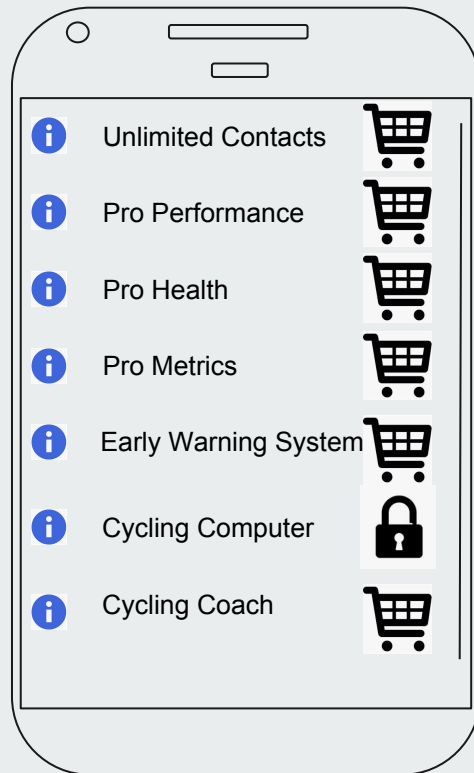 Unlimited Contacts
Pro Performance
Pro Health
Pro Metrics
Early Warning System
Cycling Computer
Cycling Coach